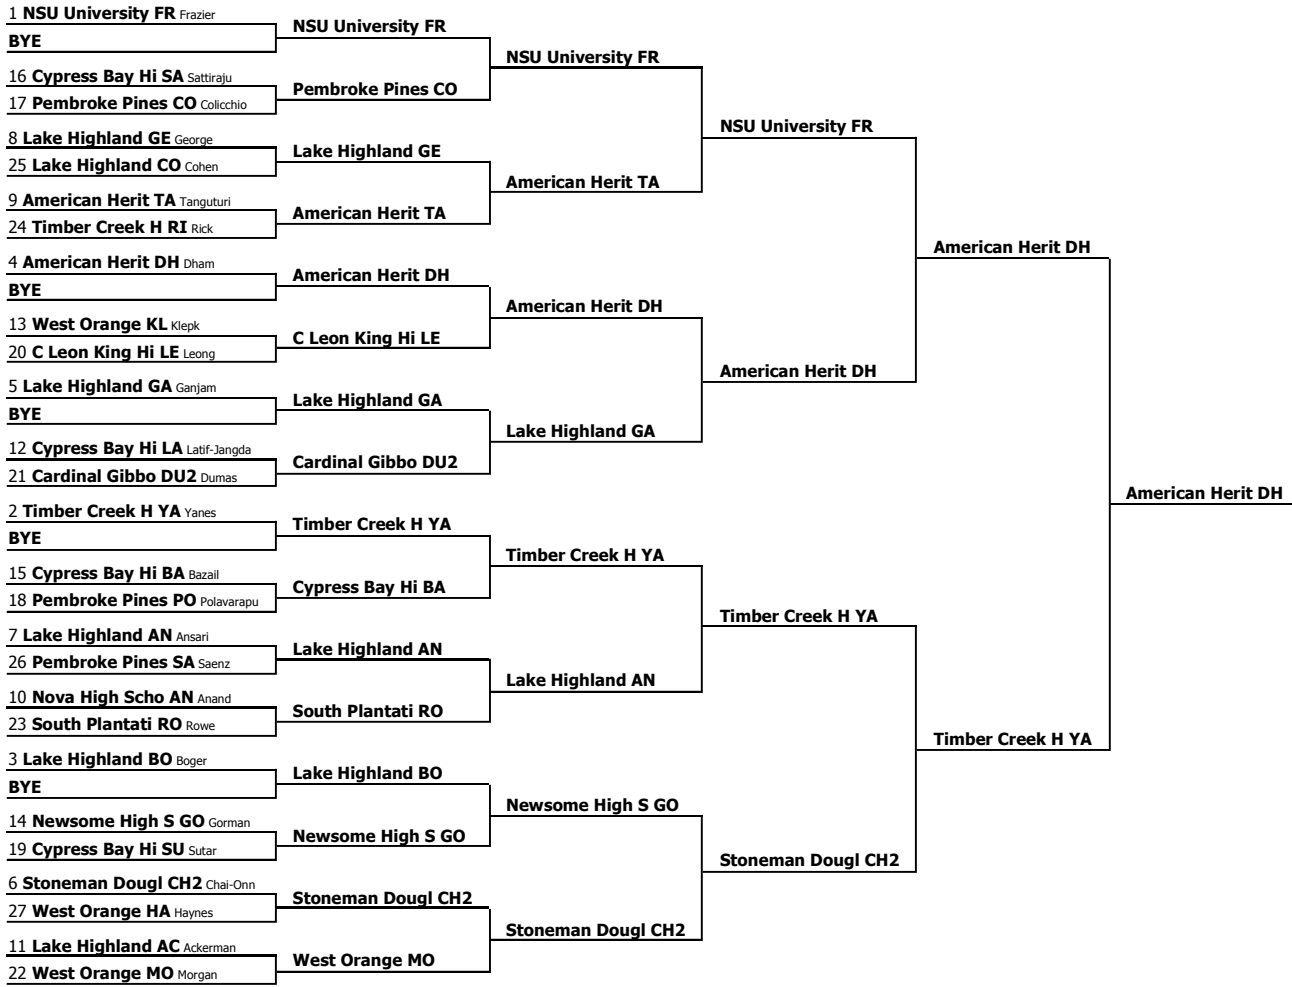 1 NSU University FR Frazier
BYE
16 Cypress Bay Hi SA Sattiraju
17 Pembroke Pines CO Colicchio
8 Lake Highland GE George
25 Lake Highland CO Cohen
9 American Herit TA Tanguturi
24 Timber Creek H RI Rick
4 American Herit DH Dham
BYE
13 West Orange KL Klepk
20 C Leon King Hi LE Leong
5 Lake Highland GA Ganjam
BYE
12 Cypress Bay Hi LA Latif-Jangda
21 Cardinal Gibbo DU2 Dumas
2 Timber Creek H YA Yanes
BYE
15 Cypress Bay Hi BA Bazail
18 Pembroke Pines PO Polavarapu
7 Lake Highland AN Ansari
26 Pembroke Pines SA Saenz
10 Nova High Scho AN Anand
23 South Plantati RO Rowe
3 Lake Highland BO Boger
BYE
14 Newsome High S GO Gorman
19 Cypress Bay Hi SU Sutar
6 Stoneman Dougl CH2 Chai-Onn
27 West Orange HA Haynes
11 Lake Highland AC Ackerman
22 West Orange MO Morgan
NSU University FR
Pembroke Pines CO
Lake Highland GE
American Herit TA
American Herit DH
C Leon King Hi LE
Lake Highland GA
Cardinal Gibbo DU2
Timber Creek H YA
Cypress Bay Hi BA
Lake Highland AN
South Plantati RO
Lake Highland BO
Newsome High S GO
Stoneman Dougl CH2
West Orange MO
NSU University FR
American Herit TA
American Herit DH
Lake Highland GA
Timber Creek H YA
Lake Highland AN
Newsome High S GO
Stoneman Dougl CH2
NSU University FR
American Herit DH
Timber Creek H YA
Stoneman Dougl CH2
American Herit DH
Timber Creek H YA
American Herit DH